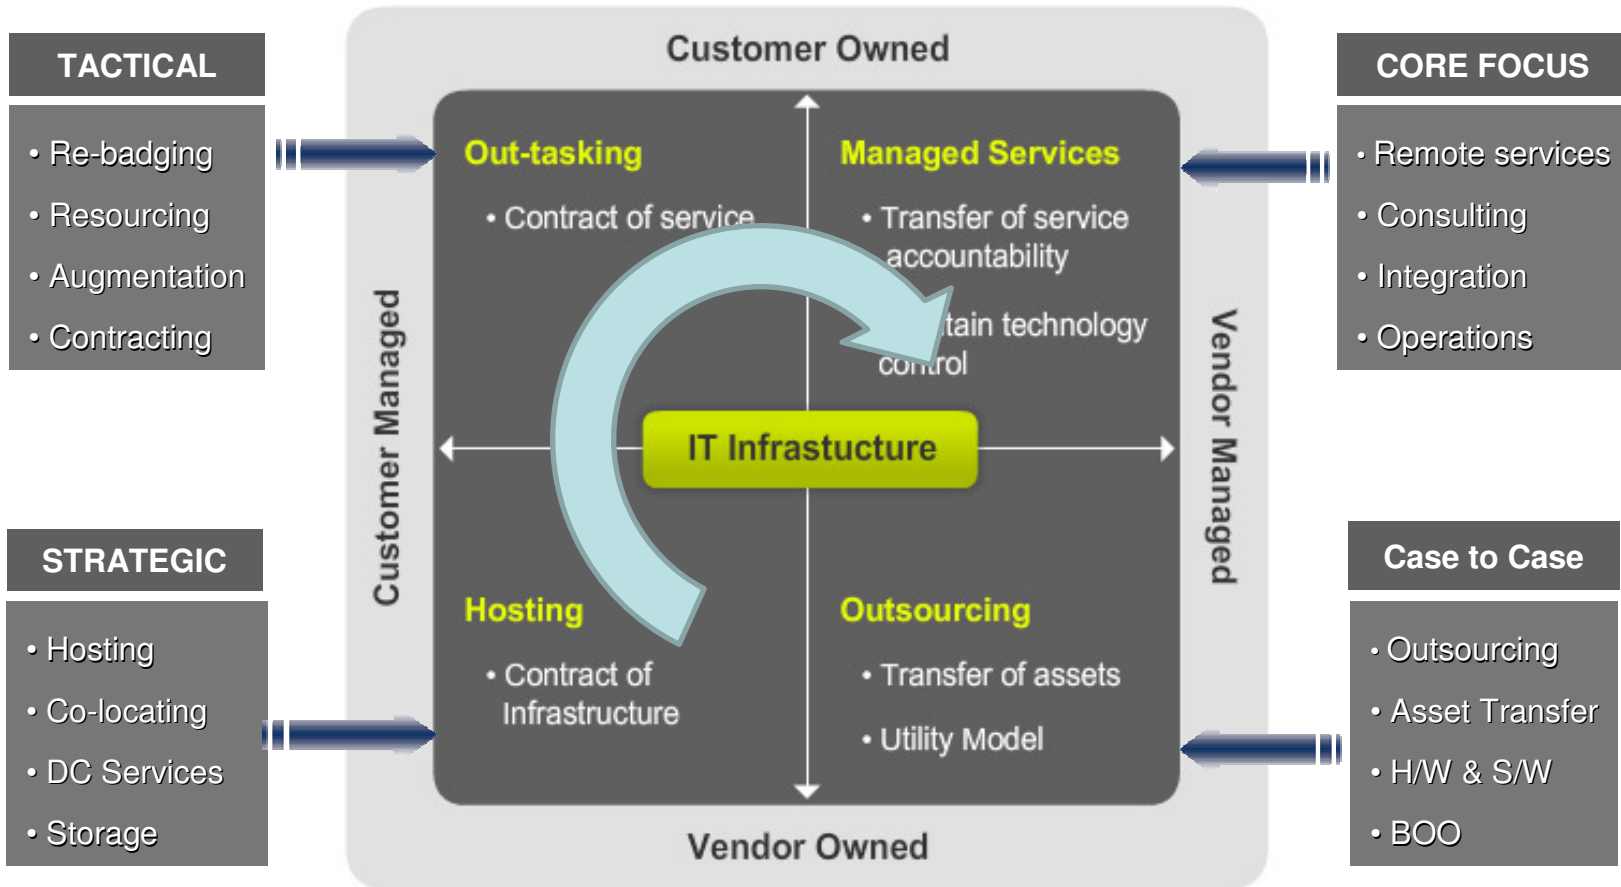 Customer Owned
TACTICAL
• Re-badging
• Resourcing
• Augmentation
• Contracting
Out-tasking
• Contract of service
Managed Services
• Transfer of service
accountability
tain technology
control
CORE FOCUS
• Remote services
• Consulting
• Integration
• Operations
Customer Managed
IT Infrastucture
Vendor Managed
STRATEGIC
• Hosting
• Co-locating
• DC Services
• Storage
Hosting
• Contract of
Infrastructure
Outsourcing
• Transfer of assets
• Utility Model
Case to Case
• Outsourcing
• Asset Transfer
• H/W & S/W
• BOO
Vendor Owned